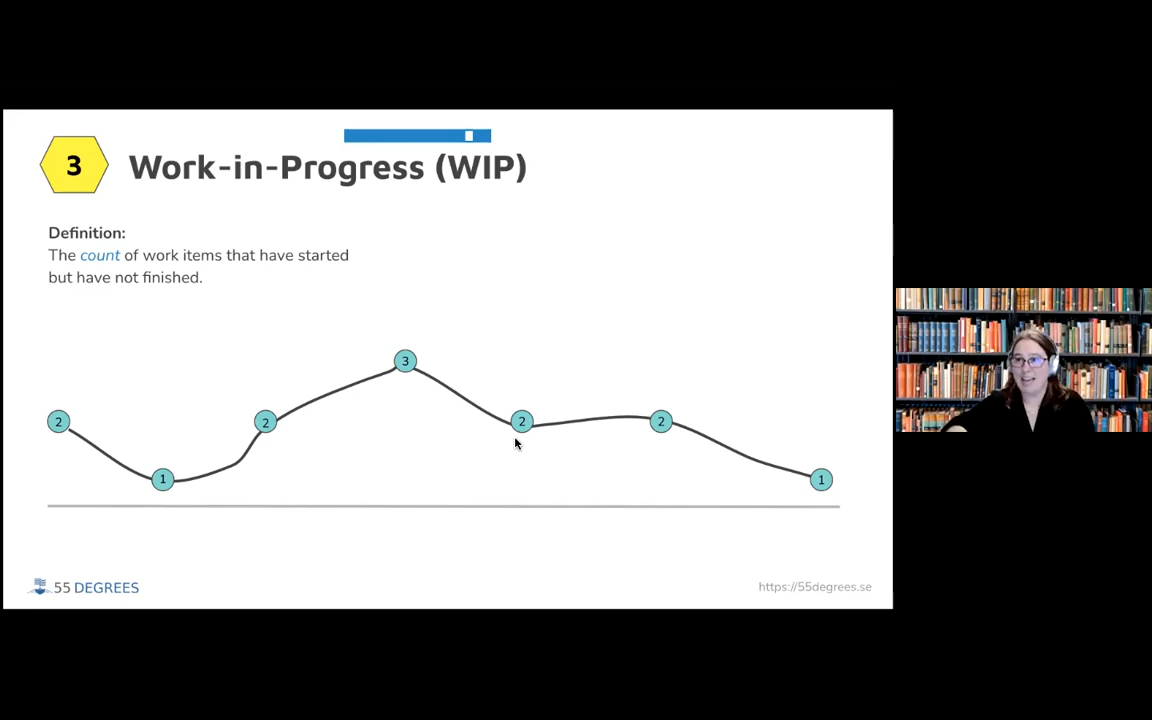 3
Work-in-Progress (WIP)
Definition:
The count of work items that have started
but have not finished.
3
2
2
2
2
1
1
55 DEGREES
https://55degrees.se